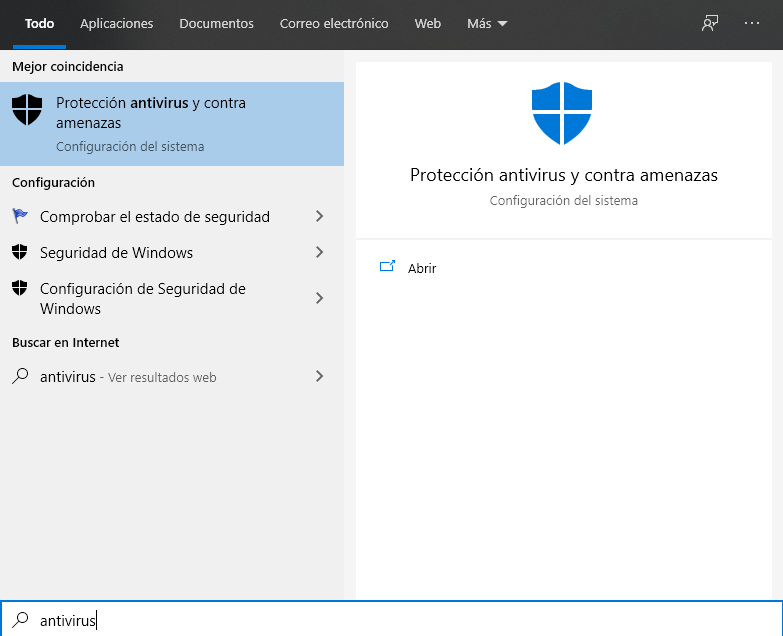 Todo Aplicaciones Documentos Correo electrónico Web Más ...
Mejor coincidencia
Protección antivirus y contra
amenazas
Configuración del sistema
Configuración
Comprobar el estado de seguridad
Seguridad de Windows
Configuración de Seguridad de
Windows
Buscar en Internet
antivirus - Ver resultados web
Protección antivirus y contra amenazas
Configuración del sistema
Abrir
antivirus